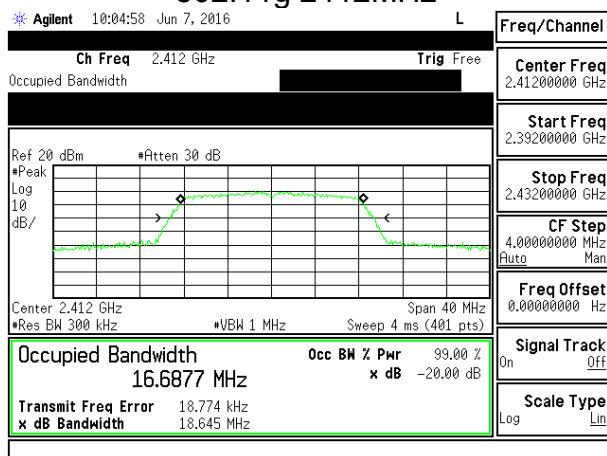 Agilent 10:04:58 Jun 7, 2016 L
Ch Freq 2.412 GHz Trig Free
Occupied Bandwidth
Ref 20 dBm #Atten 30 dB
#Peak
Log
10
dB/
Center 2.412 GHz Span 40 MHz
#Res BW 300 kHz #VBW 1 MHz Sweep 4 ms (401 pts)
Occupied Bandwidth Occ BW % Pwr 99.00 %
16.6877 MHz x dB -20.00 dB
Transmit Freq Error 18.774 kHz
x dB Bandwidth 18.645 MHz
Freq/Channel
Center Freq
2.41200000 GHz
Start Freq
2.39200000 GHz
Stop Freq
2.43200000 GHz
CF Step
4.00000000 MHz
Auto Man
Freq Offset
0.00000000 Hz
Signal Track
On Off
Scale Type
Log Lin